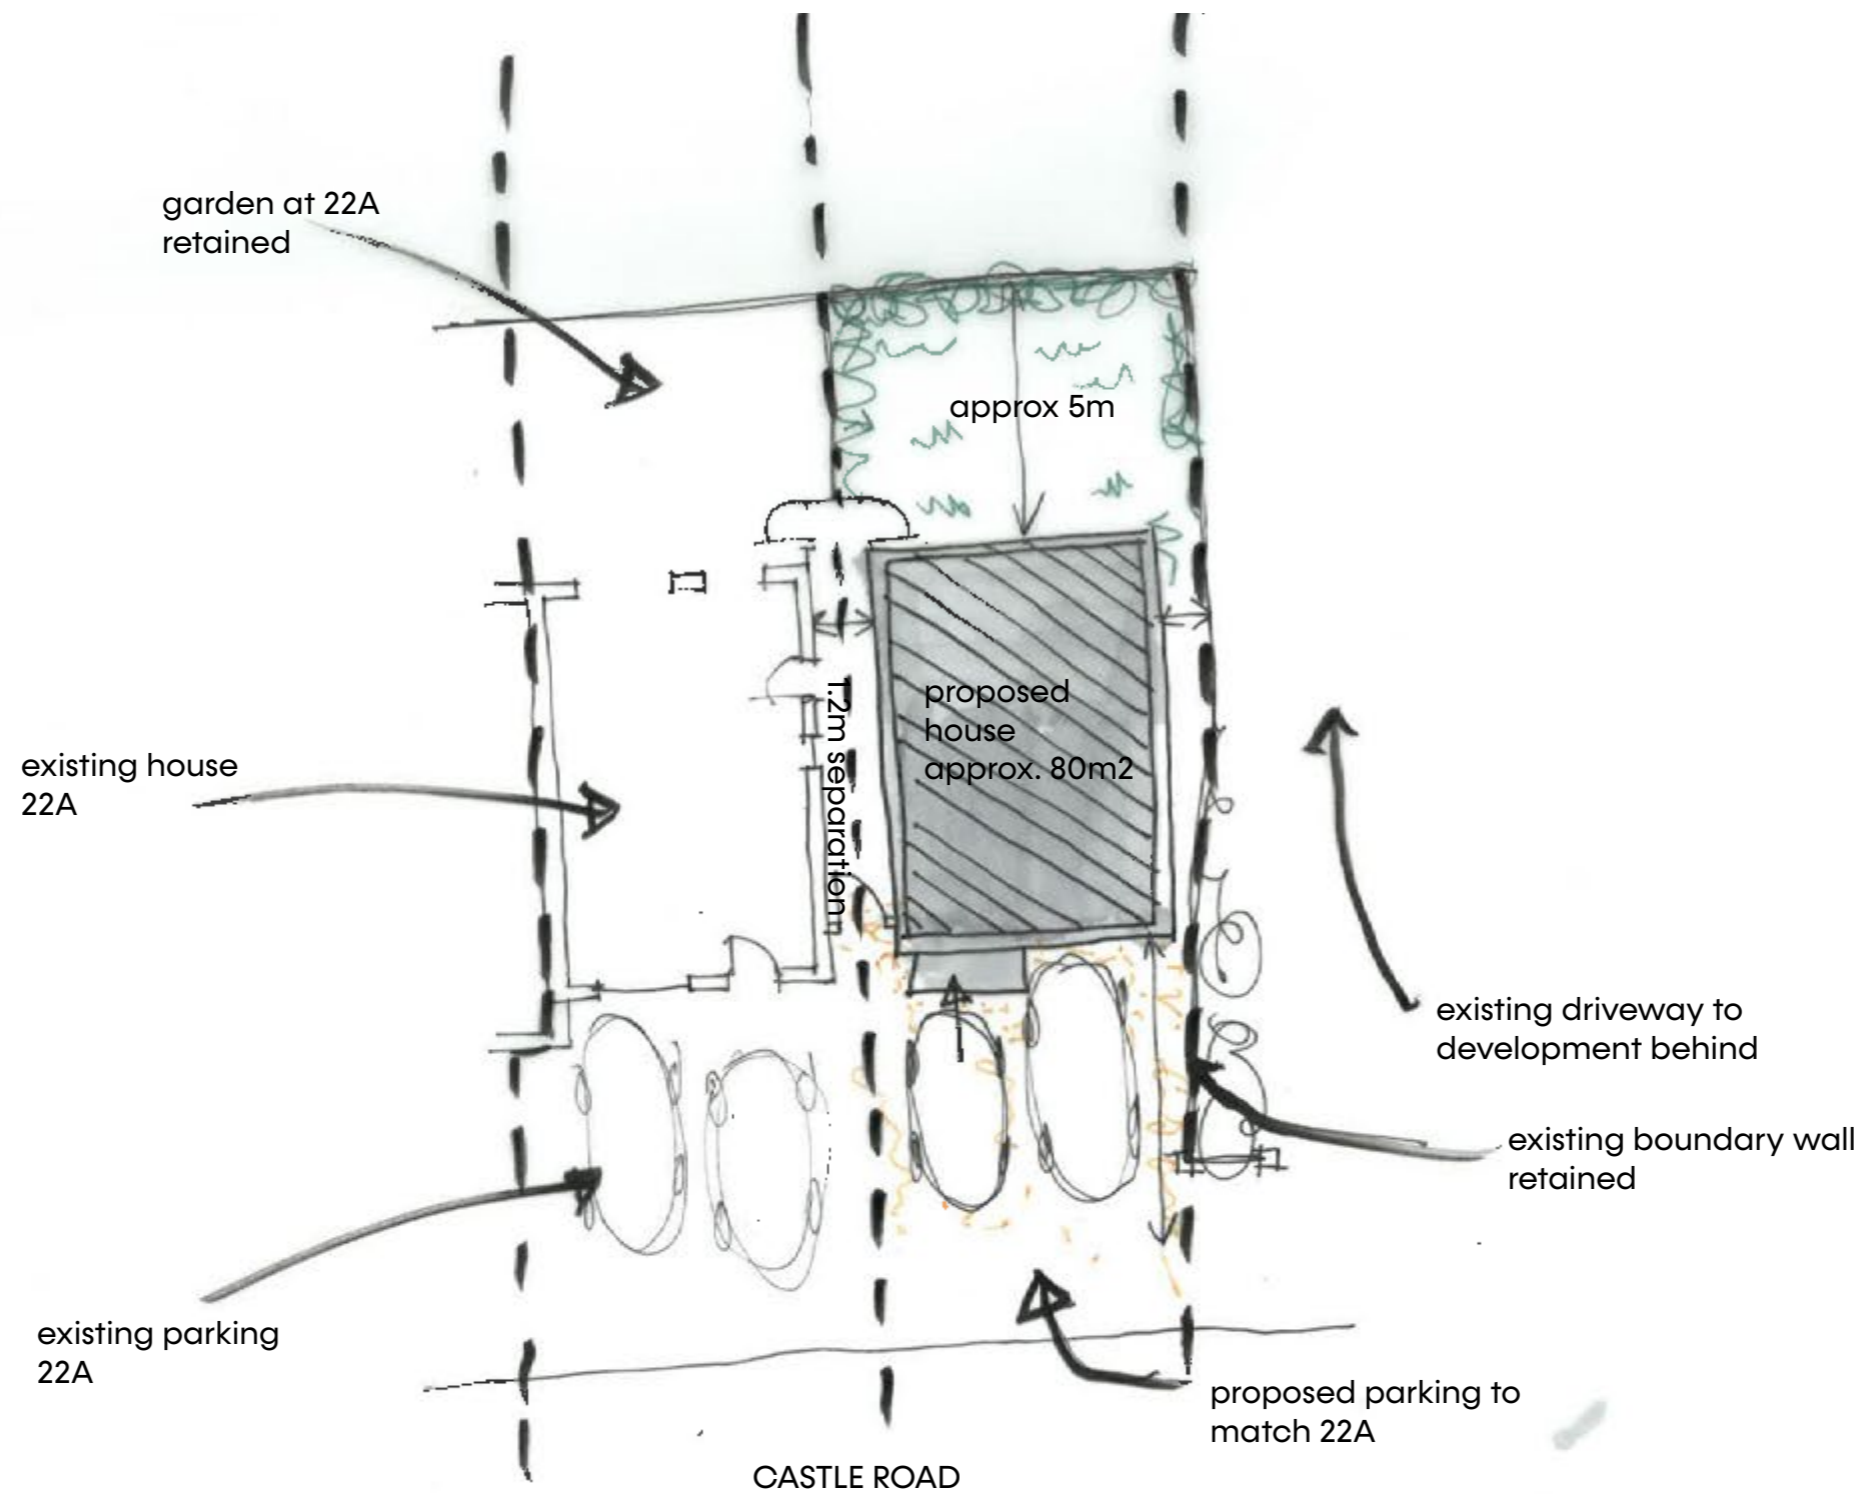 garden at 22A
retained
approx 5m
proposed
house
approx. 80m2
1.2m separation
existing house
22A
existing driveway to
development behind
existing boundary wall
retained
existing parking
22A
proposed parking to
match 22A
CASTLE ROAD